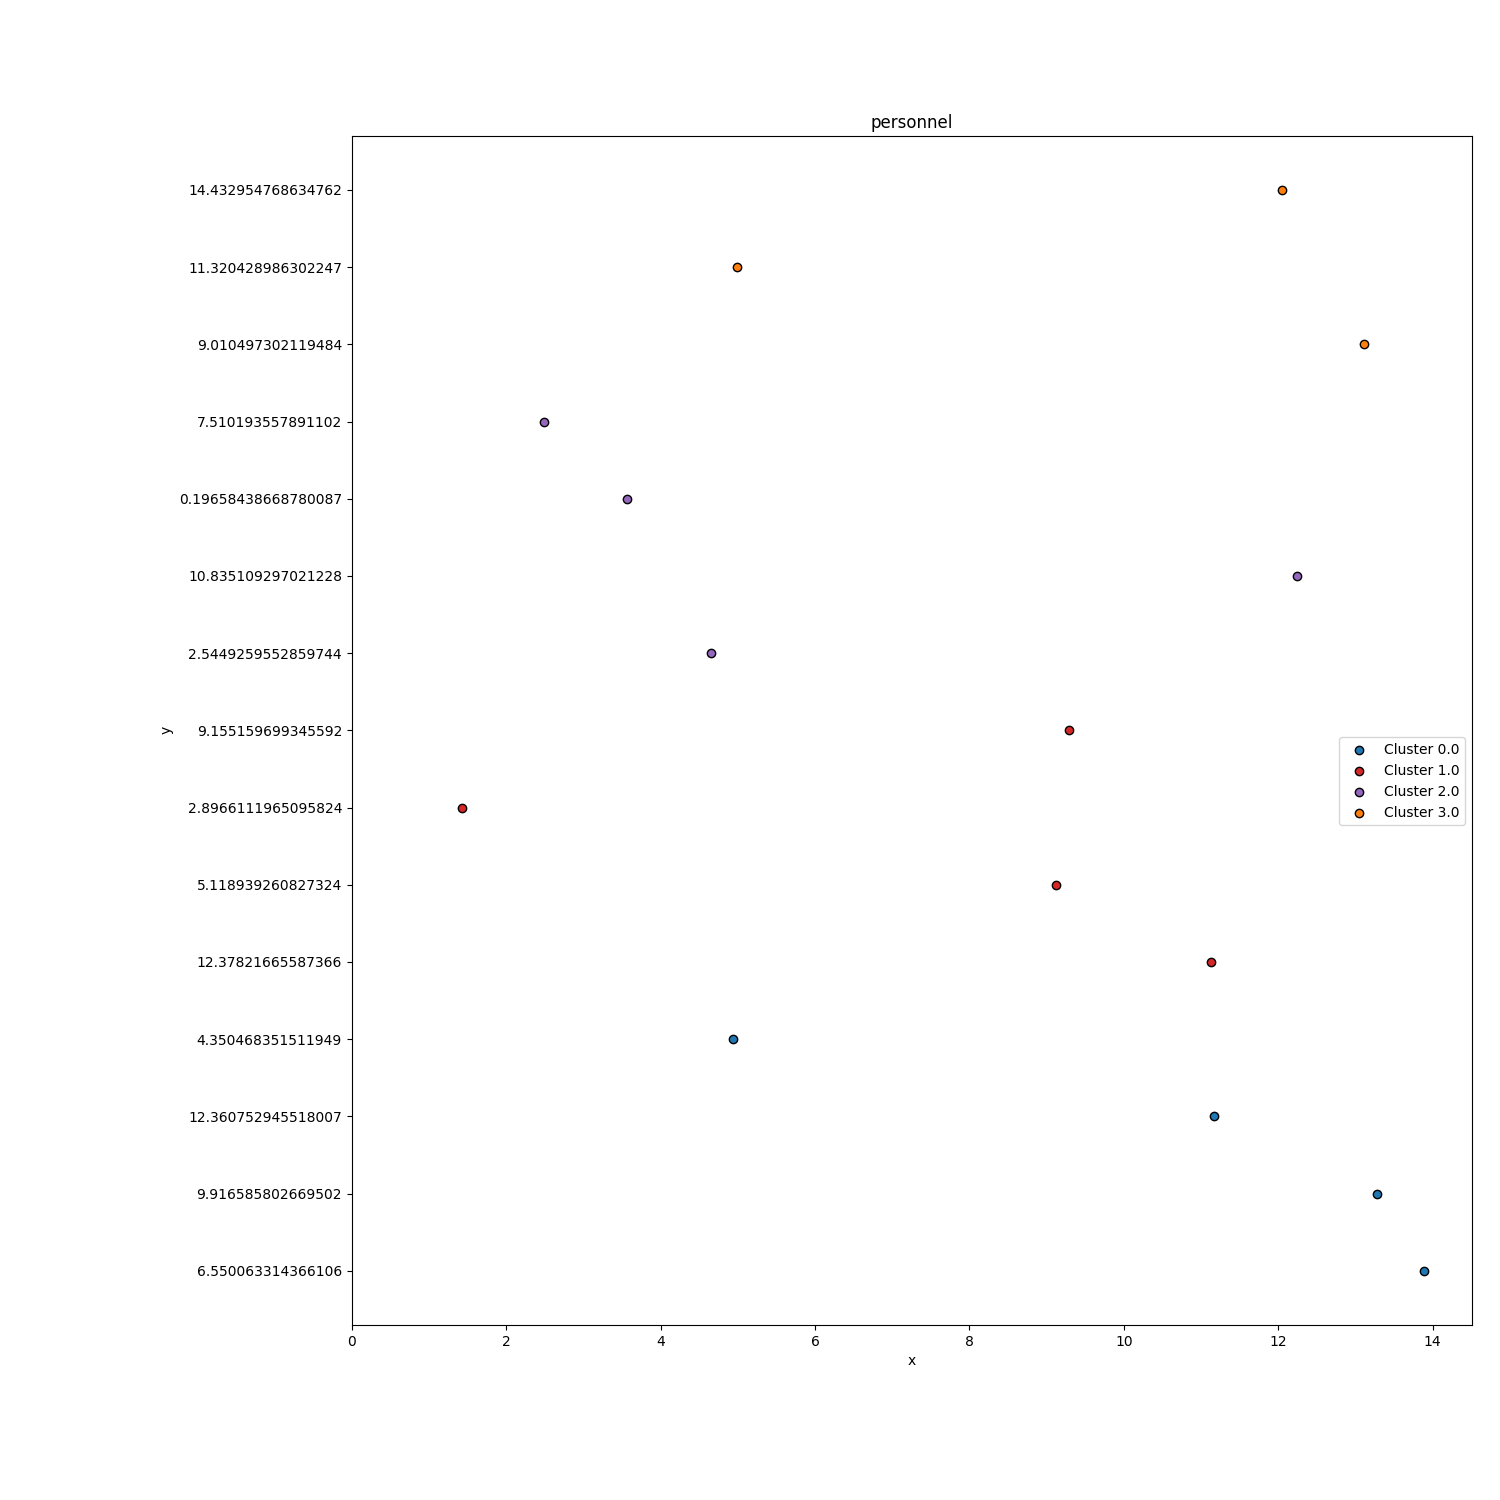 personnel
14.432954768634762
11.320428986302247
9.010497302119484
7.510193557891102
0.19658438668780087
10.835109297021228
2.5449259552859744
y
9.155159699345592
Cluster 0.0
Cluster 1.0
Cluster 2.0
Cluster 3.0
2.8966111965095824
5.118939260827324
12.37821665587366
4.350468351511949
12.360752945518007
9.916585802669502
6.550063314366106
0 2 4 6 8 10 12 14
x